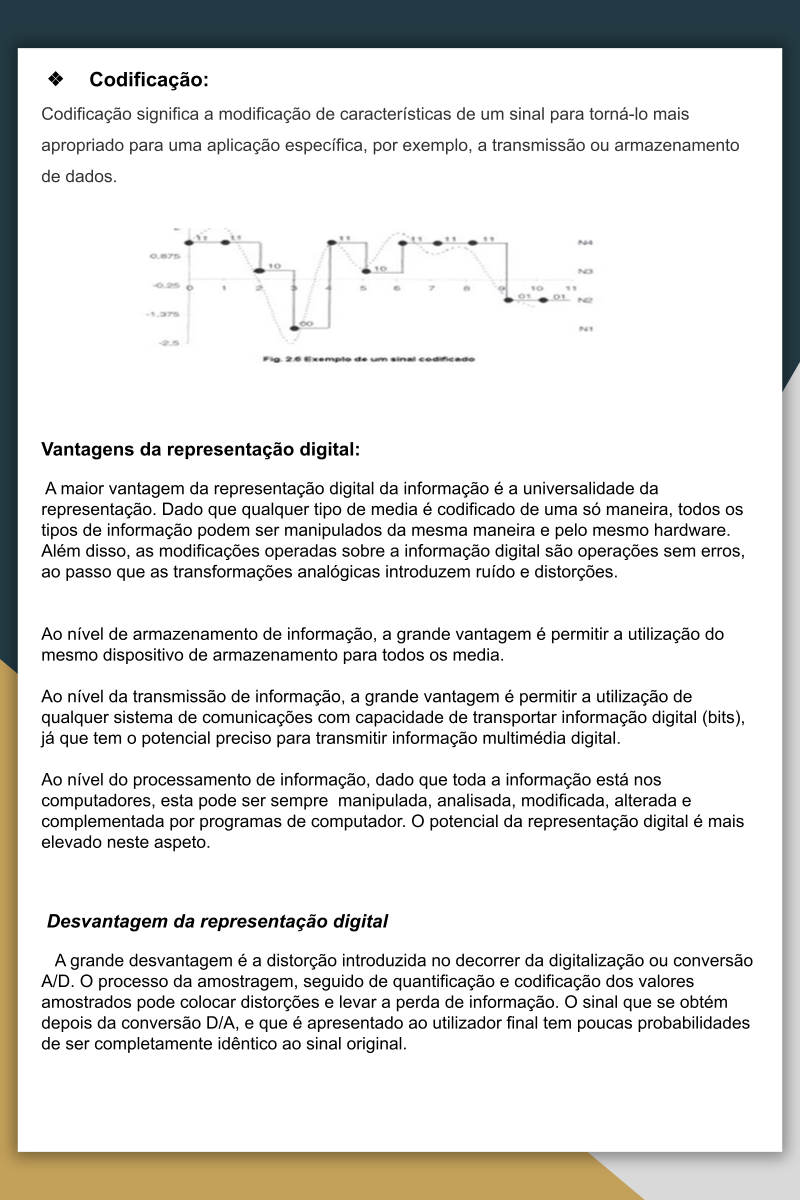 ❖ Codificação:
Codificação significa a modificação de características de um sinal para torná-lo mais
apropriado para uma aplicação específica, por exemplo, a transmissão ou armazenamento
de dados.
11 11 11 11 11 11 N4
0,875 10 10 N3
-0,25 0 1 2 3 4 5 6 7 8 9 10 11
01 01 N2
-1,375 00 N1
-2,5
Fig. 2.6 Exemplo de um sinal codificado
Vantagens da representação digital:
A maior vantagem da representação digital da informação é a universalidade da
representação. Dado que qualquer tipo de media é codificado de uma só maneira, todos os
tipos de informação podem ser manipulados da mesma maneira e pelo mesmo hardware.
Além disso, as modificações operadas sobre a informação digital são operações sem erros,
ao passo que as transformações analógicas introduzem ruído e distorções.
Ao nível de armazenamento de informação, a grande vantagem é permitir a utilização do
mesmo dispositivo de armazenamento para todos os media.
Ao nível da transmissão de informação, a grande vantagem é permitir a utilização de
qualquer sistema de comunicações com capacidade de transportar informação digital (bits),
já que tem o potencial preciso para transmitir informação multimédia digital.
Ao nível do processamento de informação, dado que toda a informação está nos
computadores, esta pode ser sempre  manipulada, analisada, modificada, alterada e
complementada por programas de computador. O potencial da representação digital é mais
elevado neste aspeto.
Desvantagem da representação digital
A grande desvantagem é a distorção introduzida no decorrer da digitalização ou conversão
A/D. O processo da amostragem, seguido de quantificação e codificação dos valores
amostrados pode colocar distorções e levar a perda de informação. O sinal que se obtém
depois da conversão D/A, e que é apresentado ao utilizador final tem poucas probabilidades
de ser completamente idêntico ao sinal original.